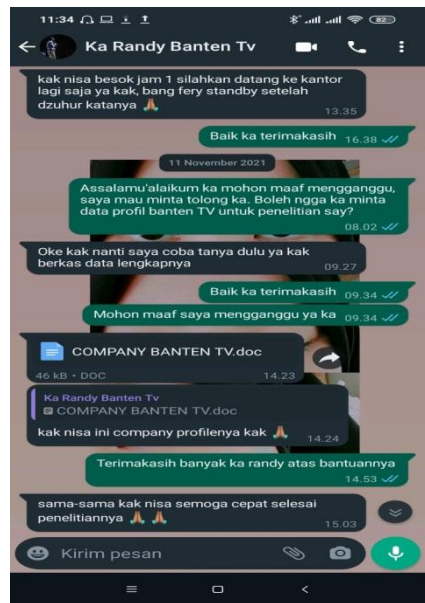 11:34
82
Ka Randy Banten Tv
kak nisa besok jam 1 silahkan datang ke kantor
lagi saja ya kak, bang fery standby setelah
dzuhur katanya 🙏
13.35
Baik ka terimakasih 16.38
11 November 2021
Assalamu'alaikum ka mohon maaf mengganggu,
saya mau minta tolong ka. Boleh ngga ka minta
data profil banten TV untuk penelitian say?
08.02
Oke kak nanti saya coba tanya dulu ya kak
berkas data lengkapnya
09.27
Baik ka terimakasih 09.34
Mohon maaf saya mengganggu ya ka 09.34
COMPANY BANTEN TV.doc
46 kB • DOC 14.23
Ka Randy Banten Tv
COMPANY BANTEN TV.doc
kak nisa ini company profilenya kak 🙏
14.24
Terimakasih banyak ka randy atas bantuannya
14.53
sama-sama kak nisa semoga cepat selesai
penelitiannya 🙏 🙏
15.03
Kirim pesan